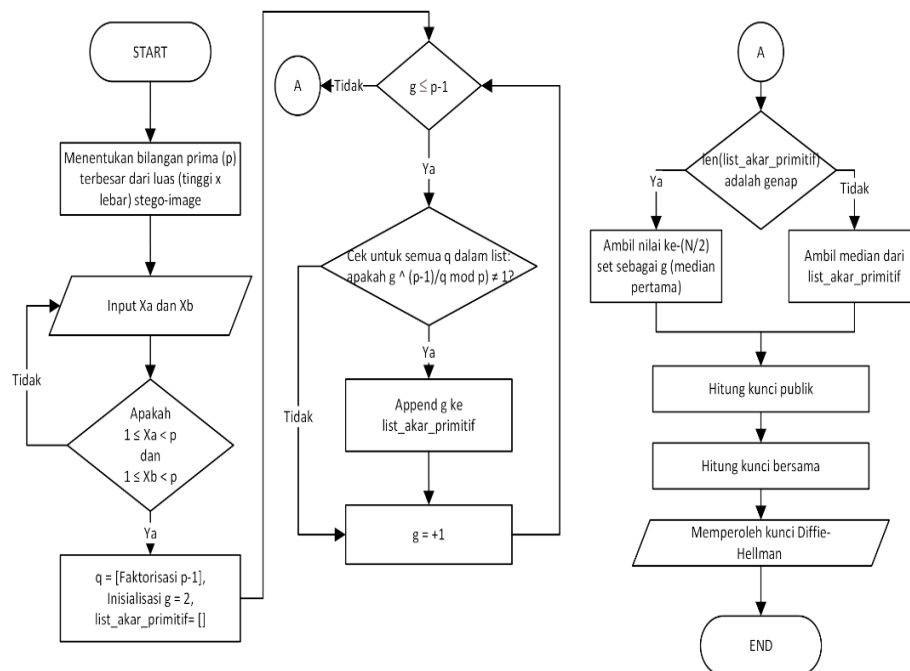 START
Menentukan bilangan prima (p)
terbesar dari luas (tinggi x
lebar) stego-image
Input Xa dan Xb
Tidak
Apakah
1 ≤ Xa < p
dan
1 ≤ Xb < p
Ya
q = [Faktorisasi p-1],
Inisialisasi g = 2,
list_akar_primitif= []
A
Tidak
g ≤ p-1
Ya
Cek untuk semua q dalam list:
apakah g ^ (p-1)/q mod p) ≠ 1?
Ya
Tidak
Append g ke
list_akar_primitif
g = +1
A
len(list_akar_primitif)
adalah genap
Ya
Tidak
Ambil nilai ke-(N/2)
set sebagai g (median
pertama)
Ambil median dari
list_akar_primitif
Hitung kunci publik
Hitung kunci bersama
Memperoleh kunci Diffie-
Hellman
END